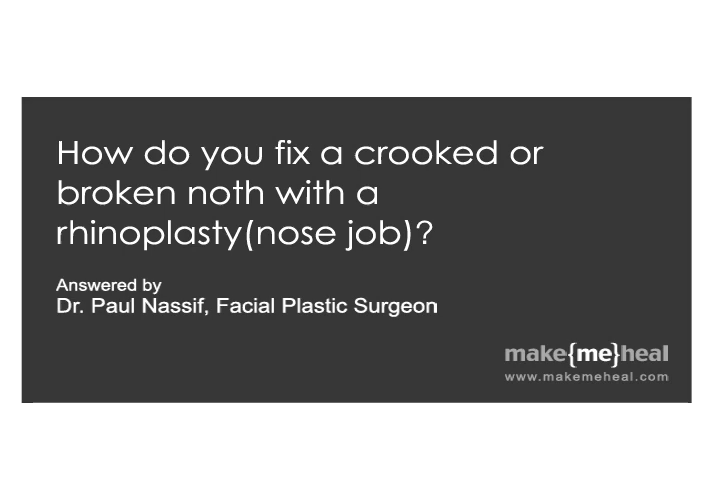 How do you fix a crooked or
broken noth with a
rhinoplasty(nose job)?
Answered by
Dr. Paul Nassif, Facial Plastic Surgeon
make{me}heal
www.makemeheal.com